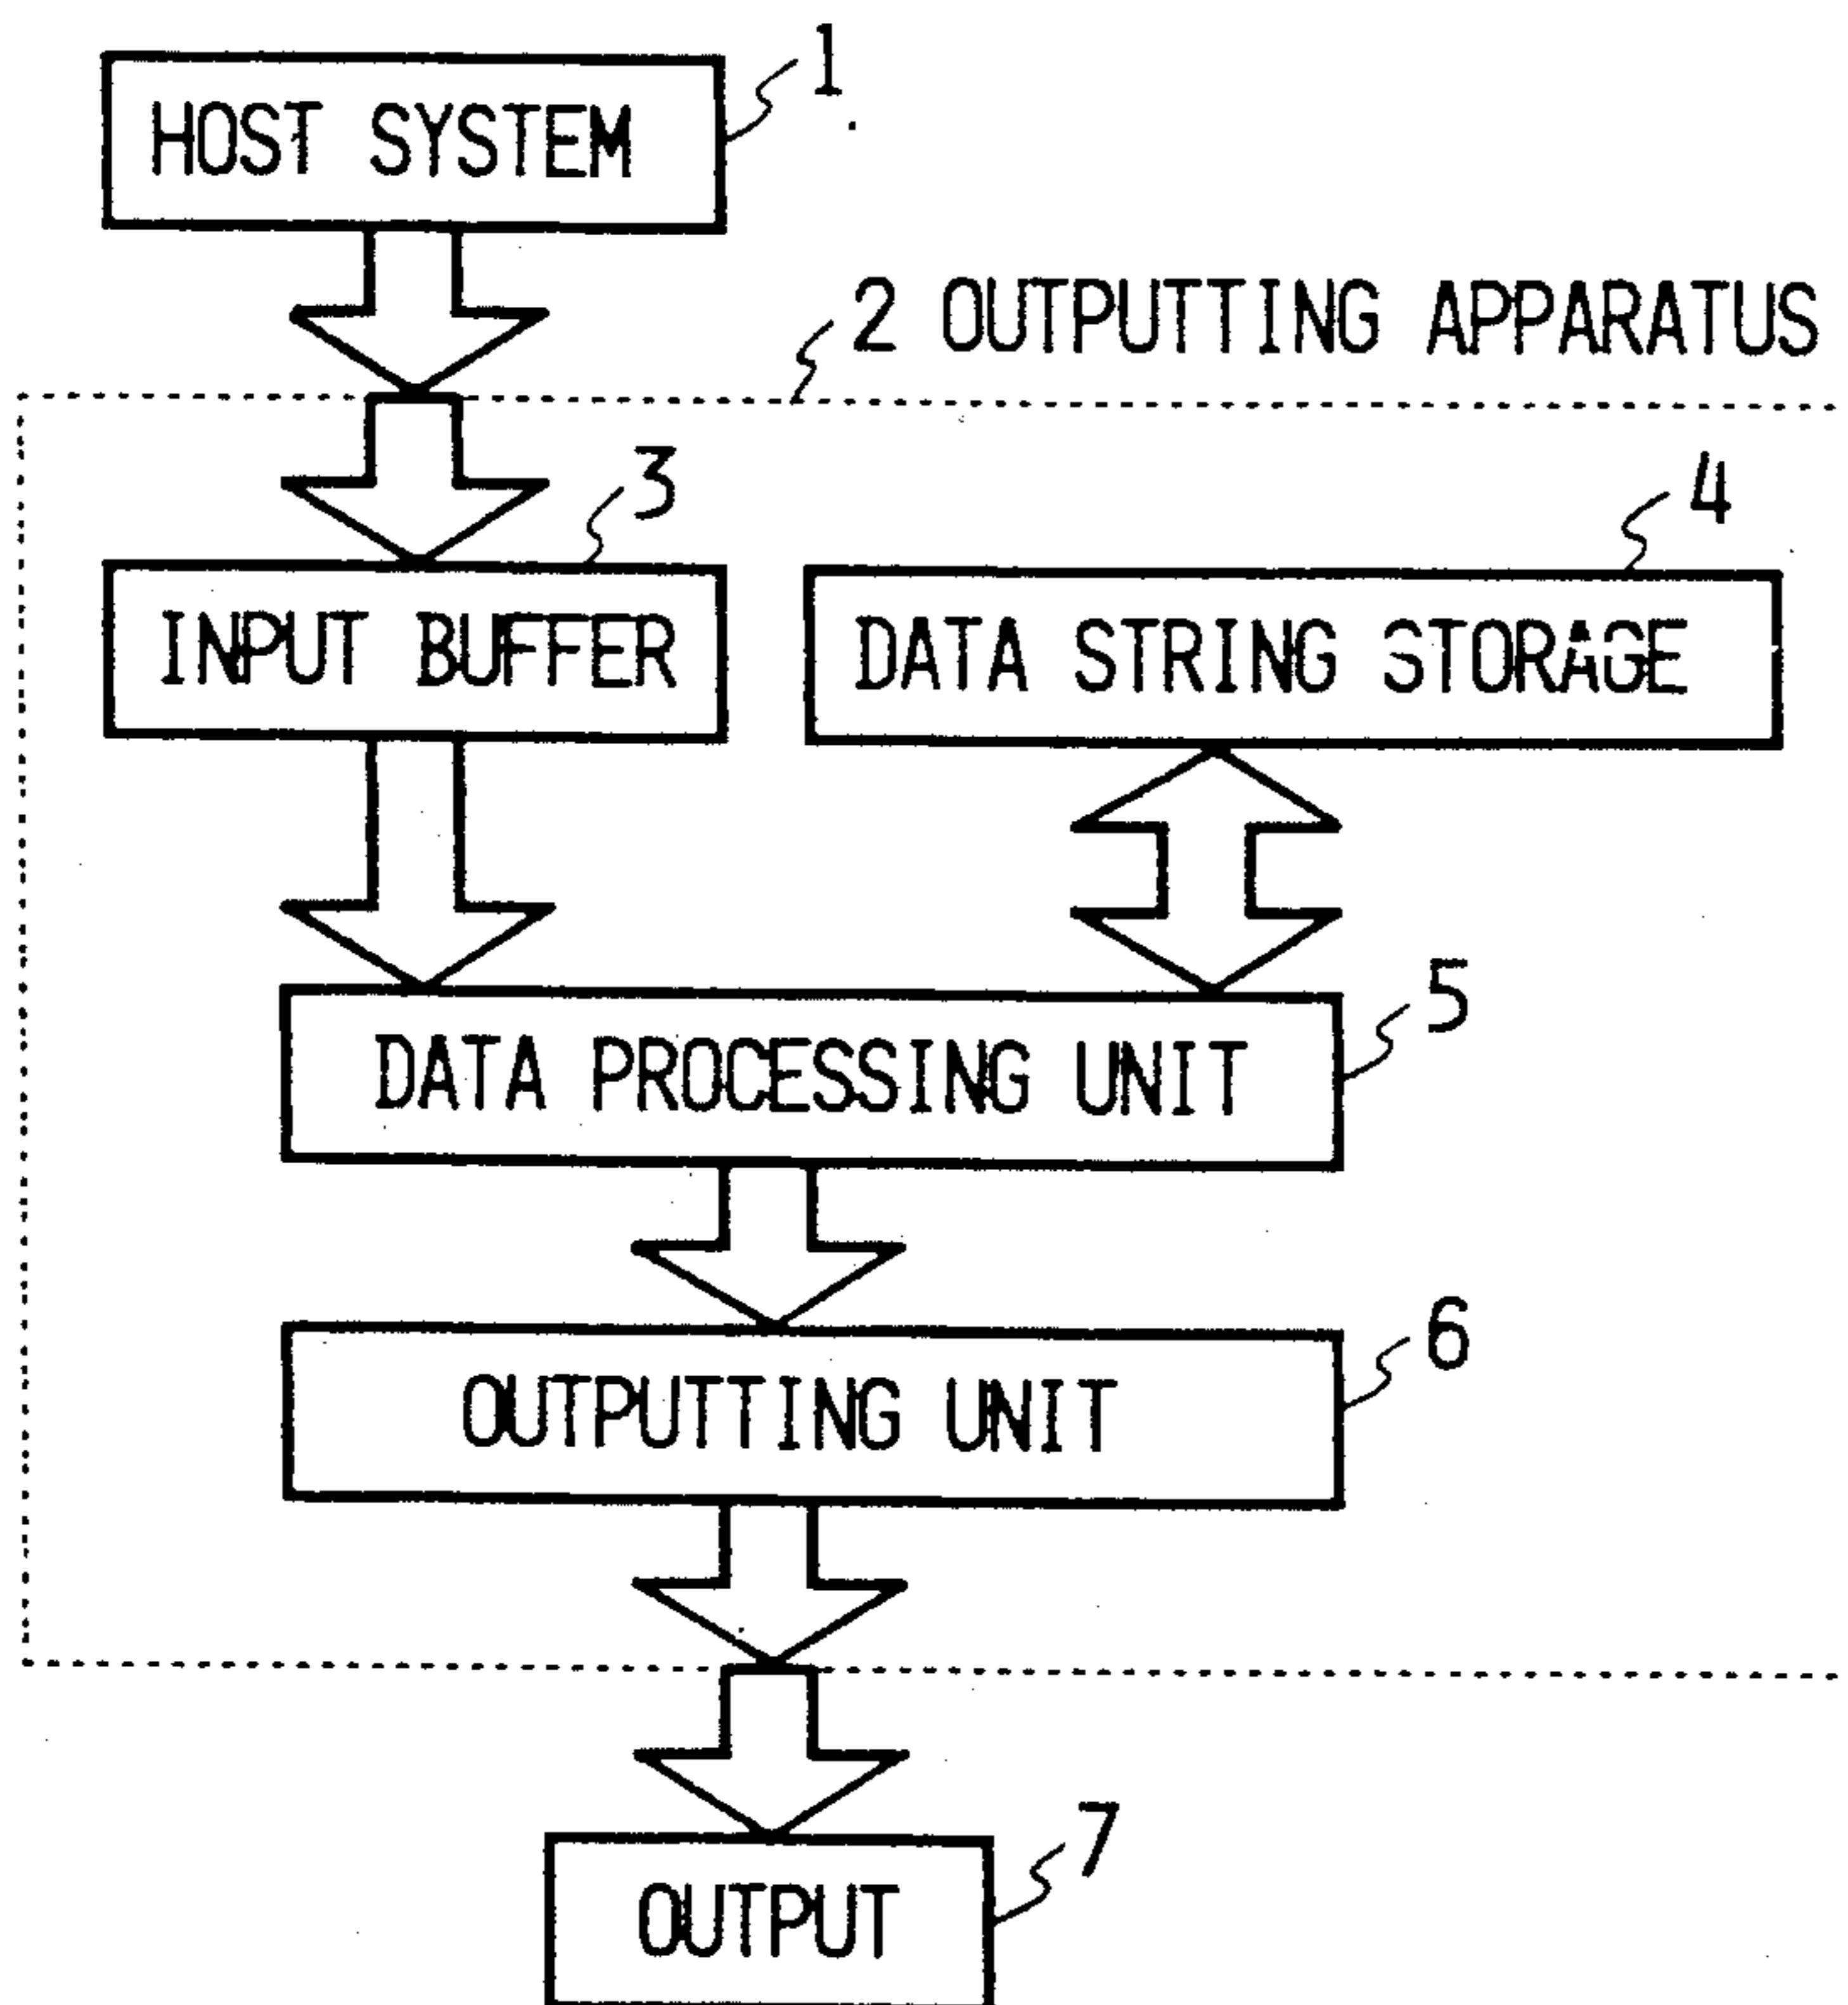 1
HOST SYSTEM
2 OUTPUTTING APPARATUS
3
4
INPUT BUFFER
DATA STRING STORAGE
5
DATA PROCESSING UNIT
6
OUTPUTTING UNIT
7
OUTPUT